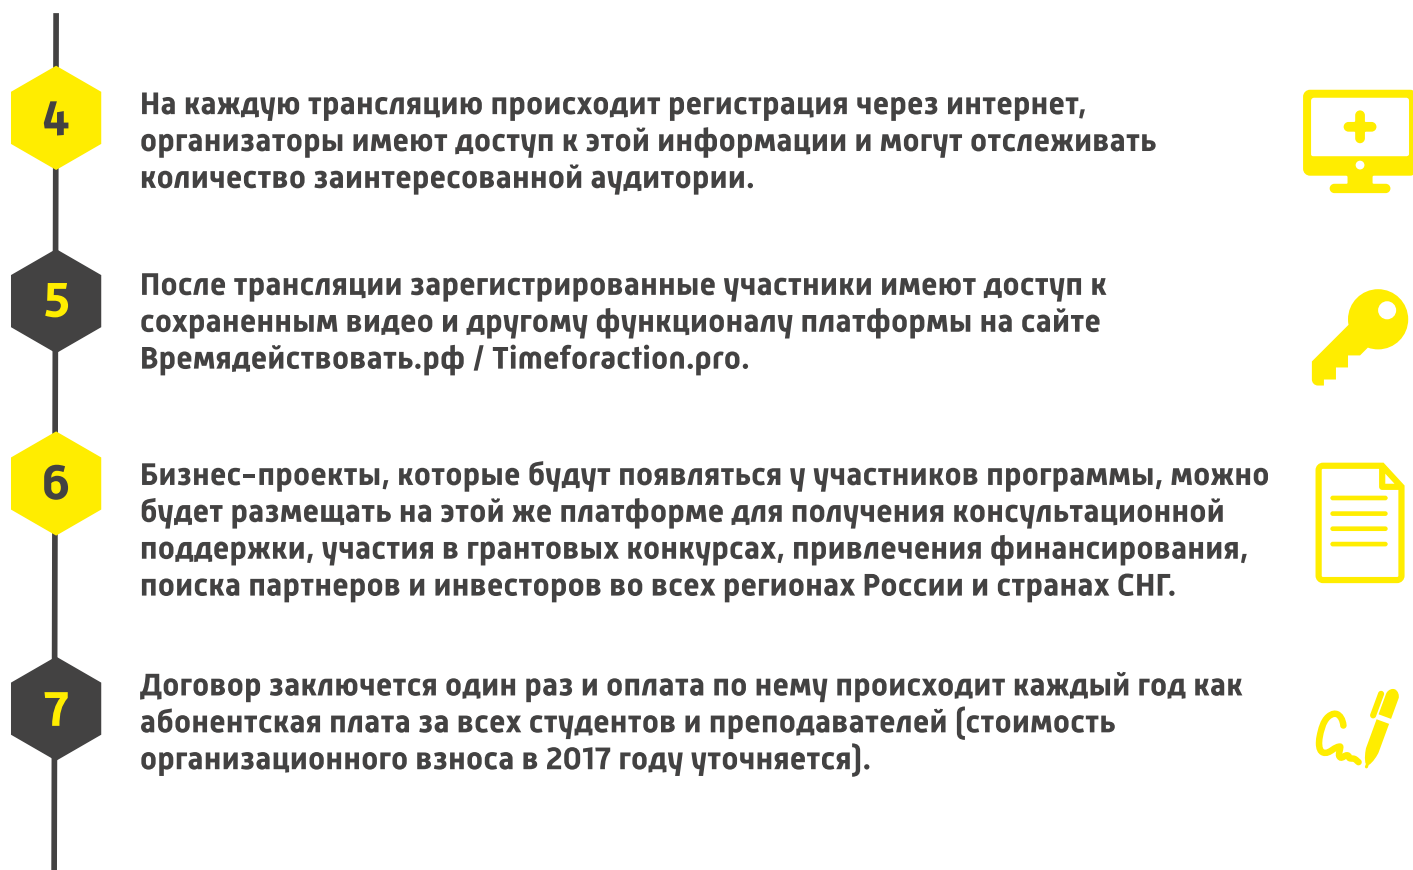 4
На каждую трансляцию происходит регистрация через интернет,
организаторы имеют доступ к этой информации и могут отслеживать
количество заинтересованной аудитории.
5
После трансляции зарегистрированные участники имеют доступ к
сохраненным видео и другому функционалу платформы на сайте
Времядействовать.рф / Timeforaction.pro.
6
Бизнес-проекты, которые будут появляться у участников программы, можно
будет размещать на этой же платформе для получения консультационной
поддержки, участия в грантовых конкурсах, привлечения финансирования,
поиска партнеров и инвесторов во всех регионах России и странах СНГ.
7
Договор заключется один раз и оплата по нему происходит каждый год как
абонентская плата за всех студентов и преподавателей (стоимость
организационного взноса в 2017 году уточняется).